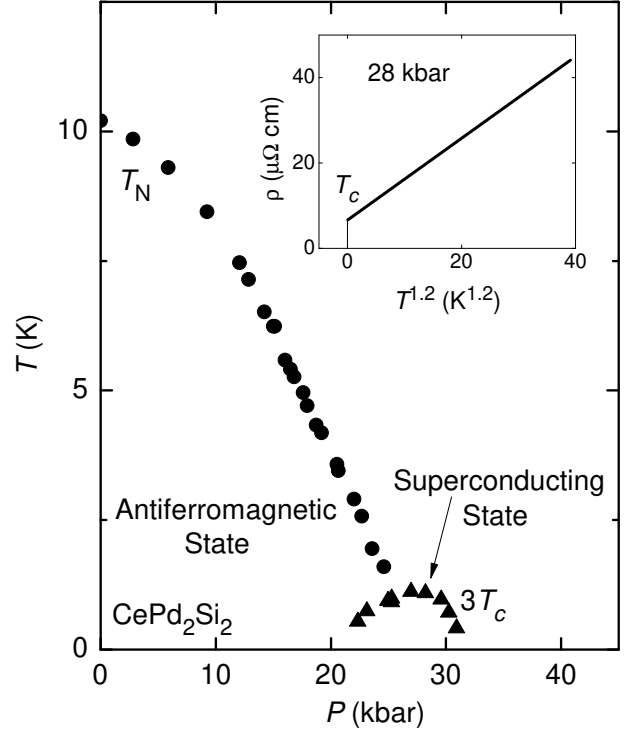 40
28 kbar
ρ (μΩ cm)
20
T_c
0
0
20
40
T^1.2 (K^1.2)
10
T_N
T (K)
5
Superconducting
State
Antiferromagnetic
State
CePd₂Si₂
3T_c
0
0
10
20
30
40
P (kbar)